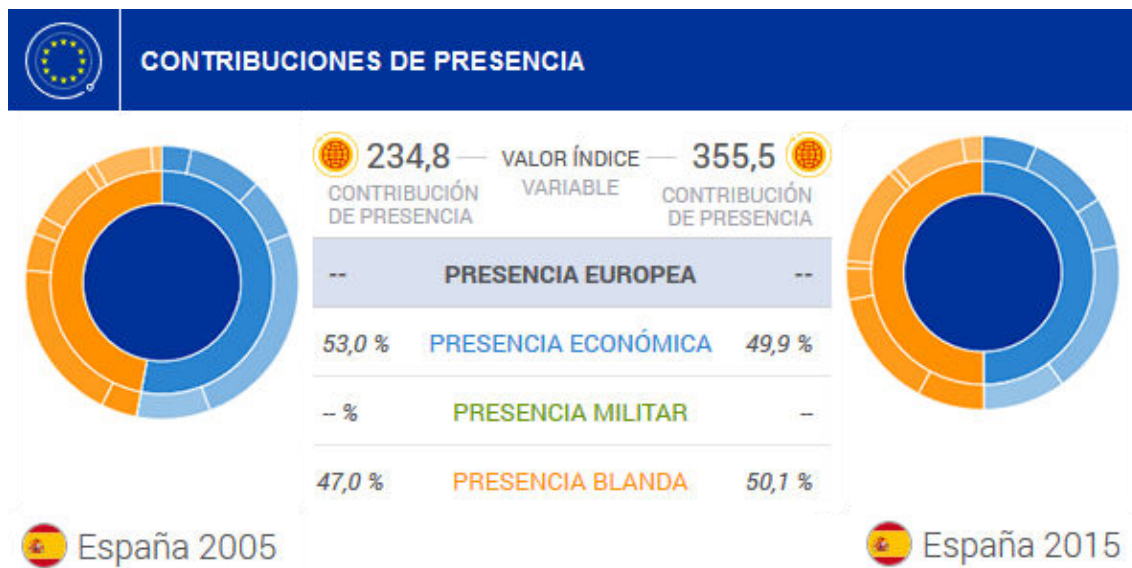 CONTRIBUCIONES DE PRESENCIA
234,8 — VALOR ÍNDICE — 355,5
CONTRIBUCIÓN DE PRESENCIA VARIABLE CONTRIBUCIÓN DE PRESENCIA
-- PRESENCIA EUROPEA --
53,0 % PRESENCIA ECONÓMICA 49,9 %
-- % PRESENCIA MILITAR --
47,0 % PRESENCIA BLANDA 50,1 %
España 2005 España 2015